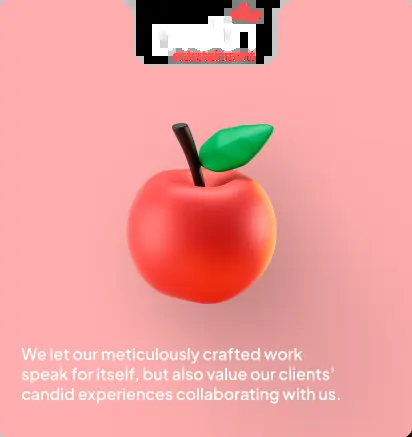 We let our meticulously crafted work
speak for itself, but also value our clients'
candid experiences collaborating with us.